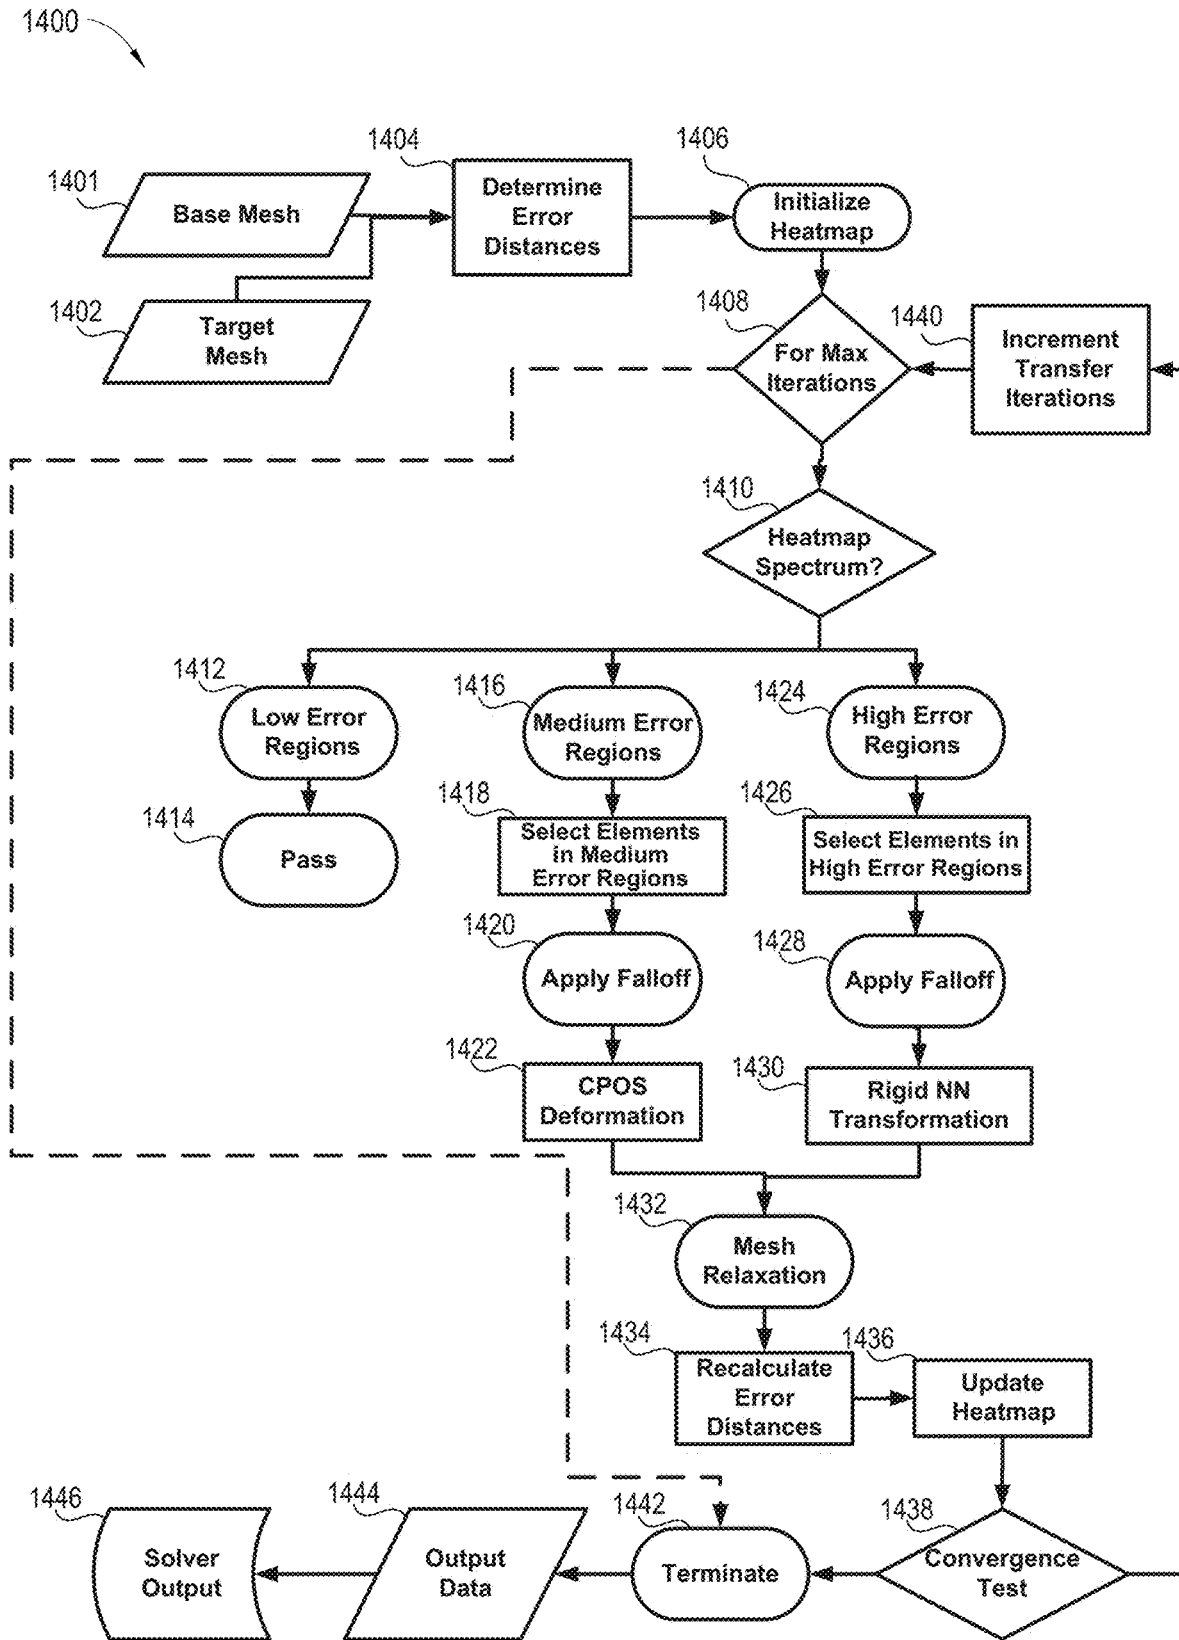 1400
1401
Base Mesh
1402
Target
Mesh
1404
Determine
Error
Distances
1406
Initialize
Heatmap
1408
For Max
Iterations
1440
Increment
Transfer
Iterations
1410
Heatmap
Spectrum?
1412
Low Error
Regions
1414
Pass
1416
Medium Error
Regions
1418
Select Elements
in Medium
Error Regions
1420
Apply Falloff
1422
CPOS
Deformation
1424
High Error
Regions
1426
Select Elements in
High Error Regions
1428
Apply Falloff
1430
Rigid NN
Transformation
1432
Mesh
Relaxation
1434
Recalculate
Error
Distances
1436
Update
Heatmap
1438
Convergence
Test
1442
Terminate
1444
Output
Data
1446
Solver
Output